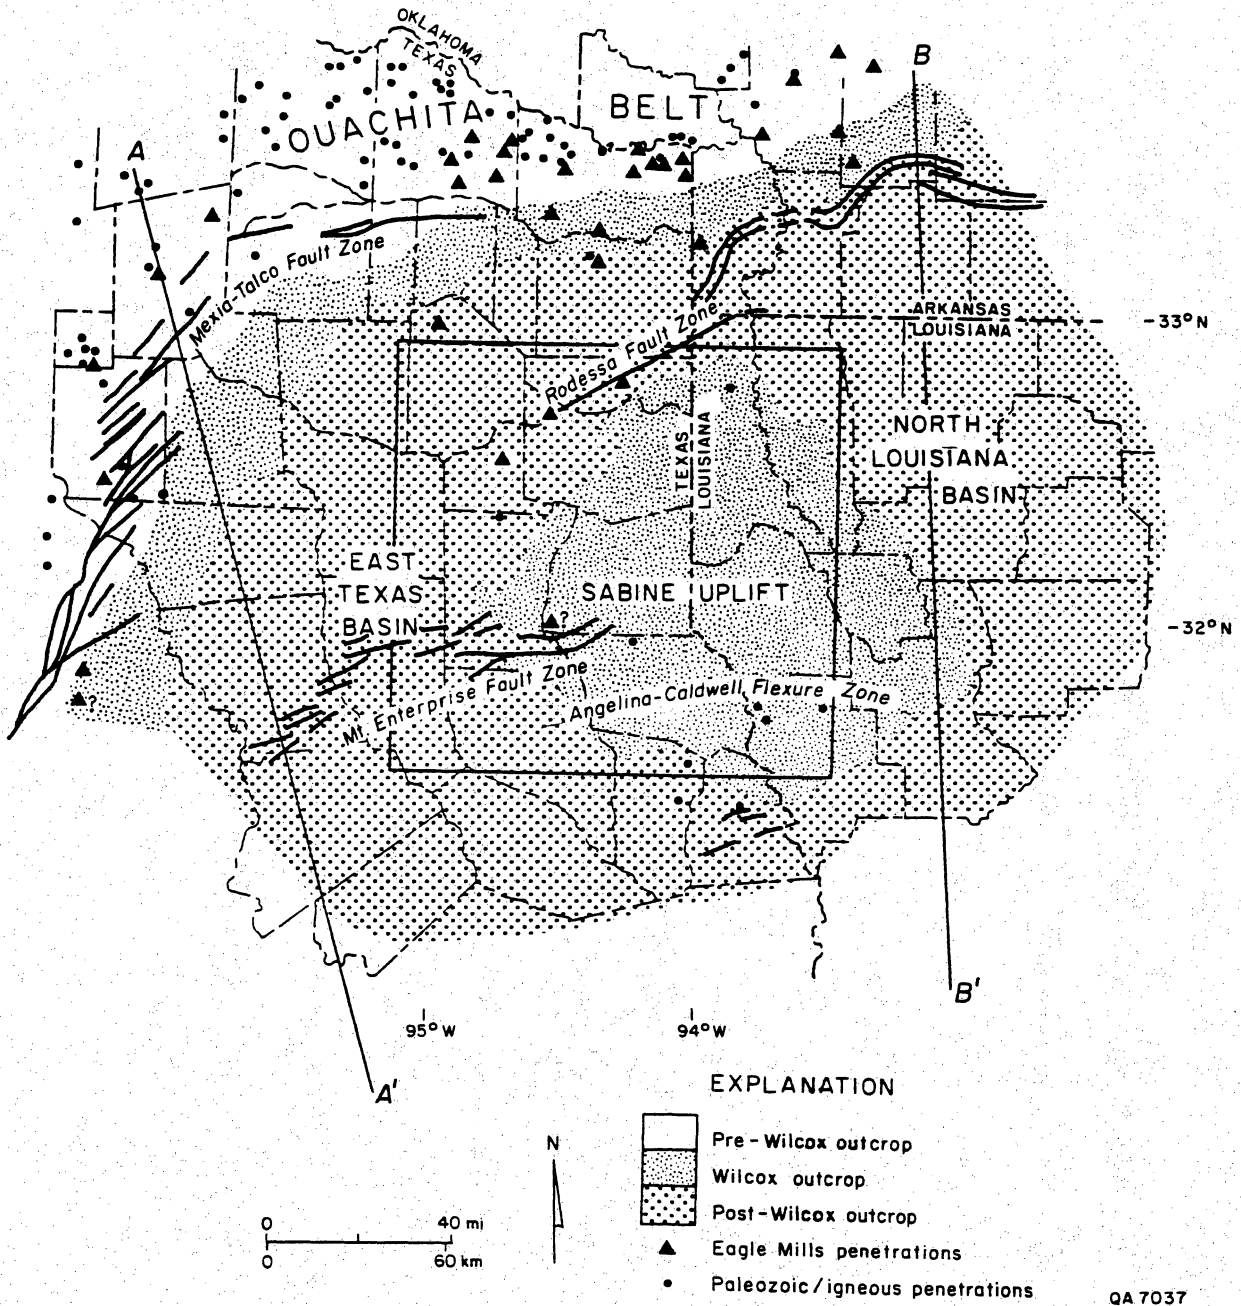 OKLAHOMA
TEXAS
B
OUACHITA
BELT
A
Mexia-Talco Fault Zone
ARKANSAS
LOUISIANA
-33°N
Rodessa Fault Zone
TEXAS
LOUISIANA
NORTH
LOUISIANA
BASIN
EAST
TEXAS
BASIN
SABINE UPLIFT
?
-32°N
Mt Enterprise Fault Zone
Angelina-Caldwell Flexure Zone
?
95°W
94°W
B'
A'
EXPLANATION
Pre-Wilcox outcrop
Wilcox outcrop
Post-Wilcox outcrop
Eagle Mills penetrations
Paleozoic/igneous penetrations
N
0 40 mi
0 60 km
QA 7037